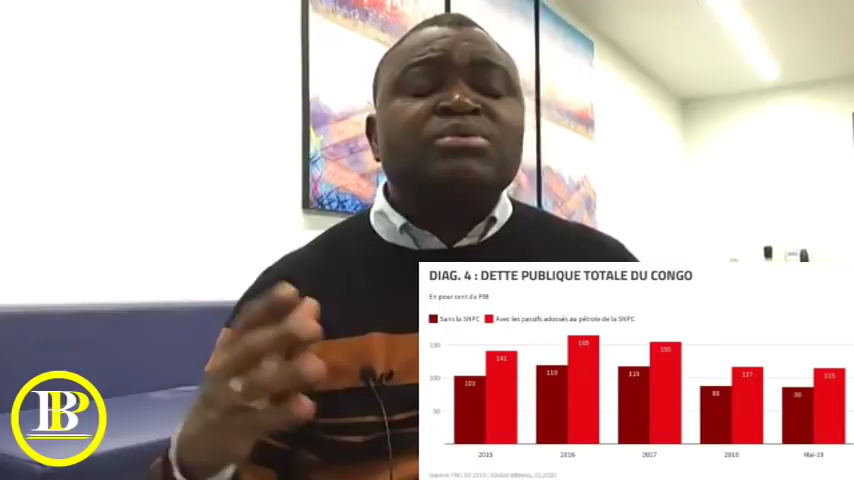 DIAG. 4 : DETTE PUBLIQUE TOTALE DU CONGO
En pour cent du PIB
Sans la SNPC Avec les passifs adossés au pétrole de la SNPC
150
100
50
103 141
119 165
118 155
88 117
86 115
2015 2016 2017 2018 Mai-19
BP